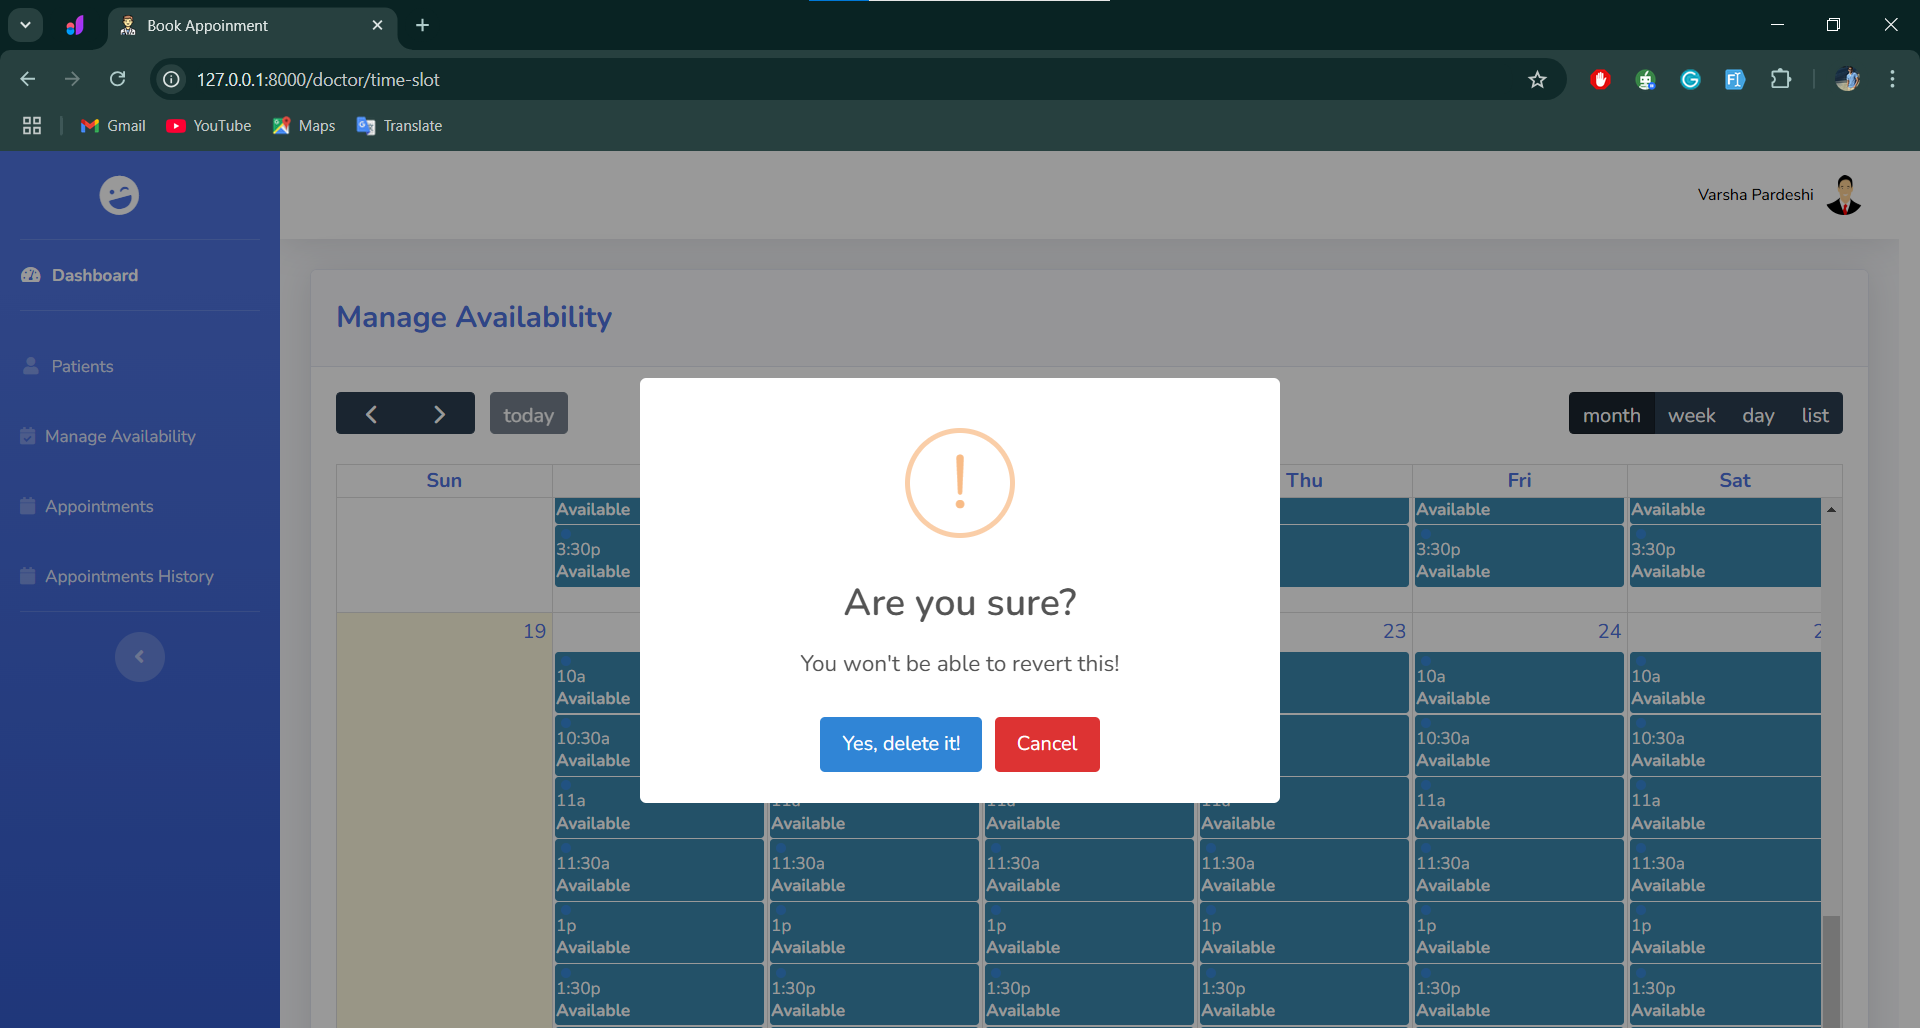 Book Appoinment
127.0.0.1:8000/doctor/time-slot
Gmail YouTube Maps Translate
Varsha Pardeshi
Dashboard
Patients
Manage Availability
Appointments
Appointments History
Manage Availability
today
month week day list
Sun Thu Fri Sat
Available Available Available
3:30p 3:30p 3:30p
Available Available Available
19 23 24
10a 10a 10a
Available Available Available
10:30a 10:30a 10:30a
Available Available Available
Are you sure?
You won't be able to revert this!
Yes, delete it! Cancel
11a 11a 11a
Available Available Available Available Available Available
11:30a 11:30a 11:30a 11:30a 11:30a 11:30a
Available Available Available Available Available Available
1p 1p 1p 1p 1p 1p
Available Available Available Available Available Available
1:30p 1:30p 1:30p 1:30p 1:30p 1:30p
Available Available Available Available Available Available